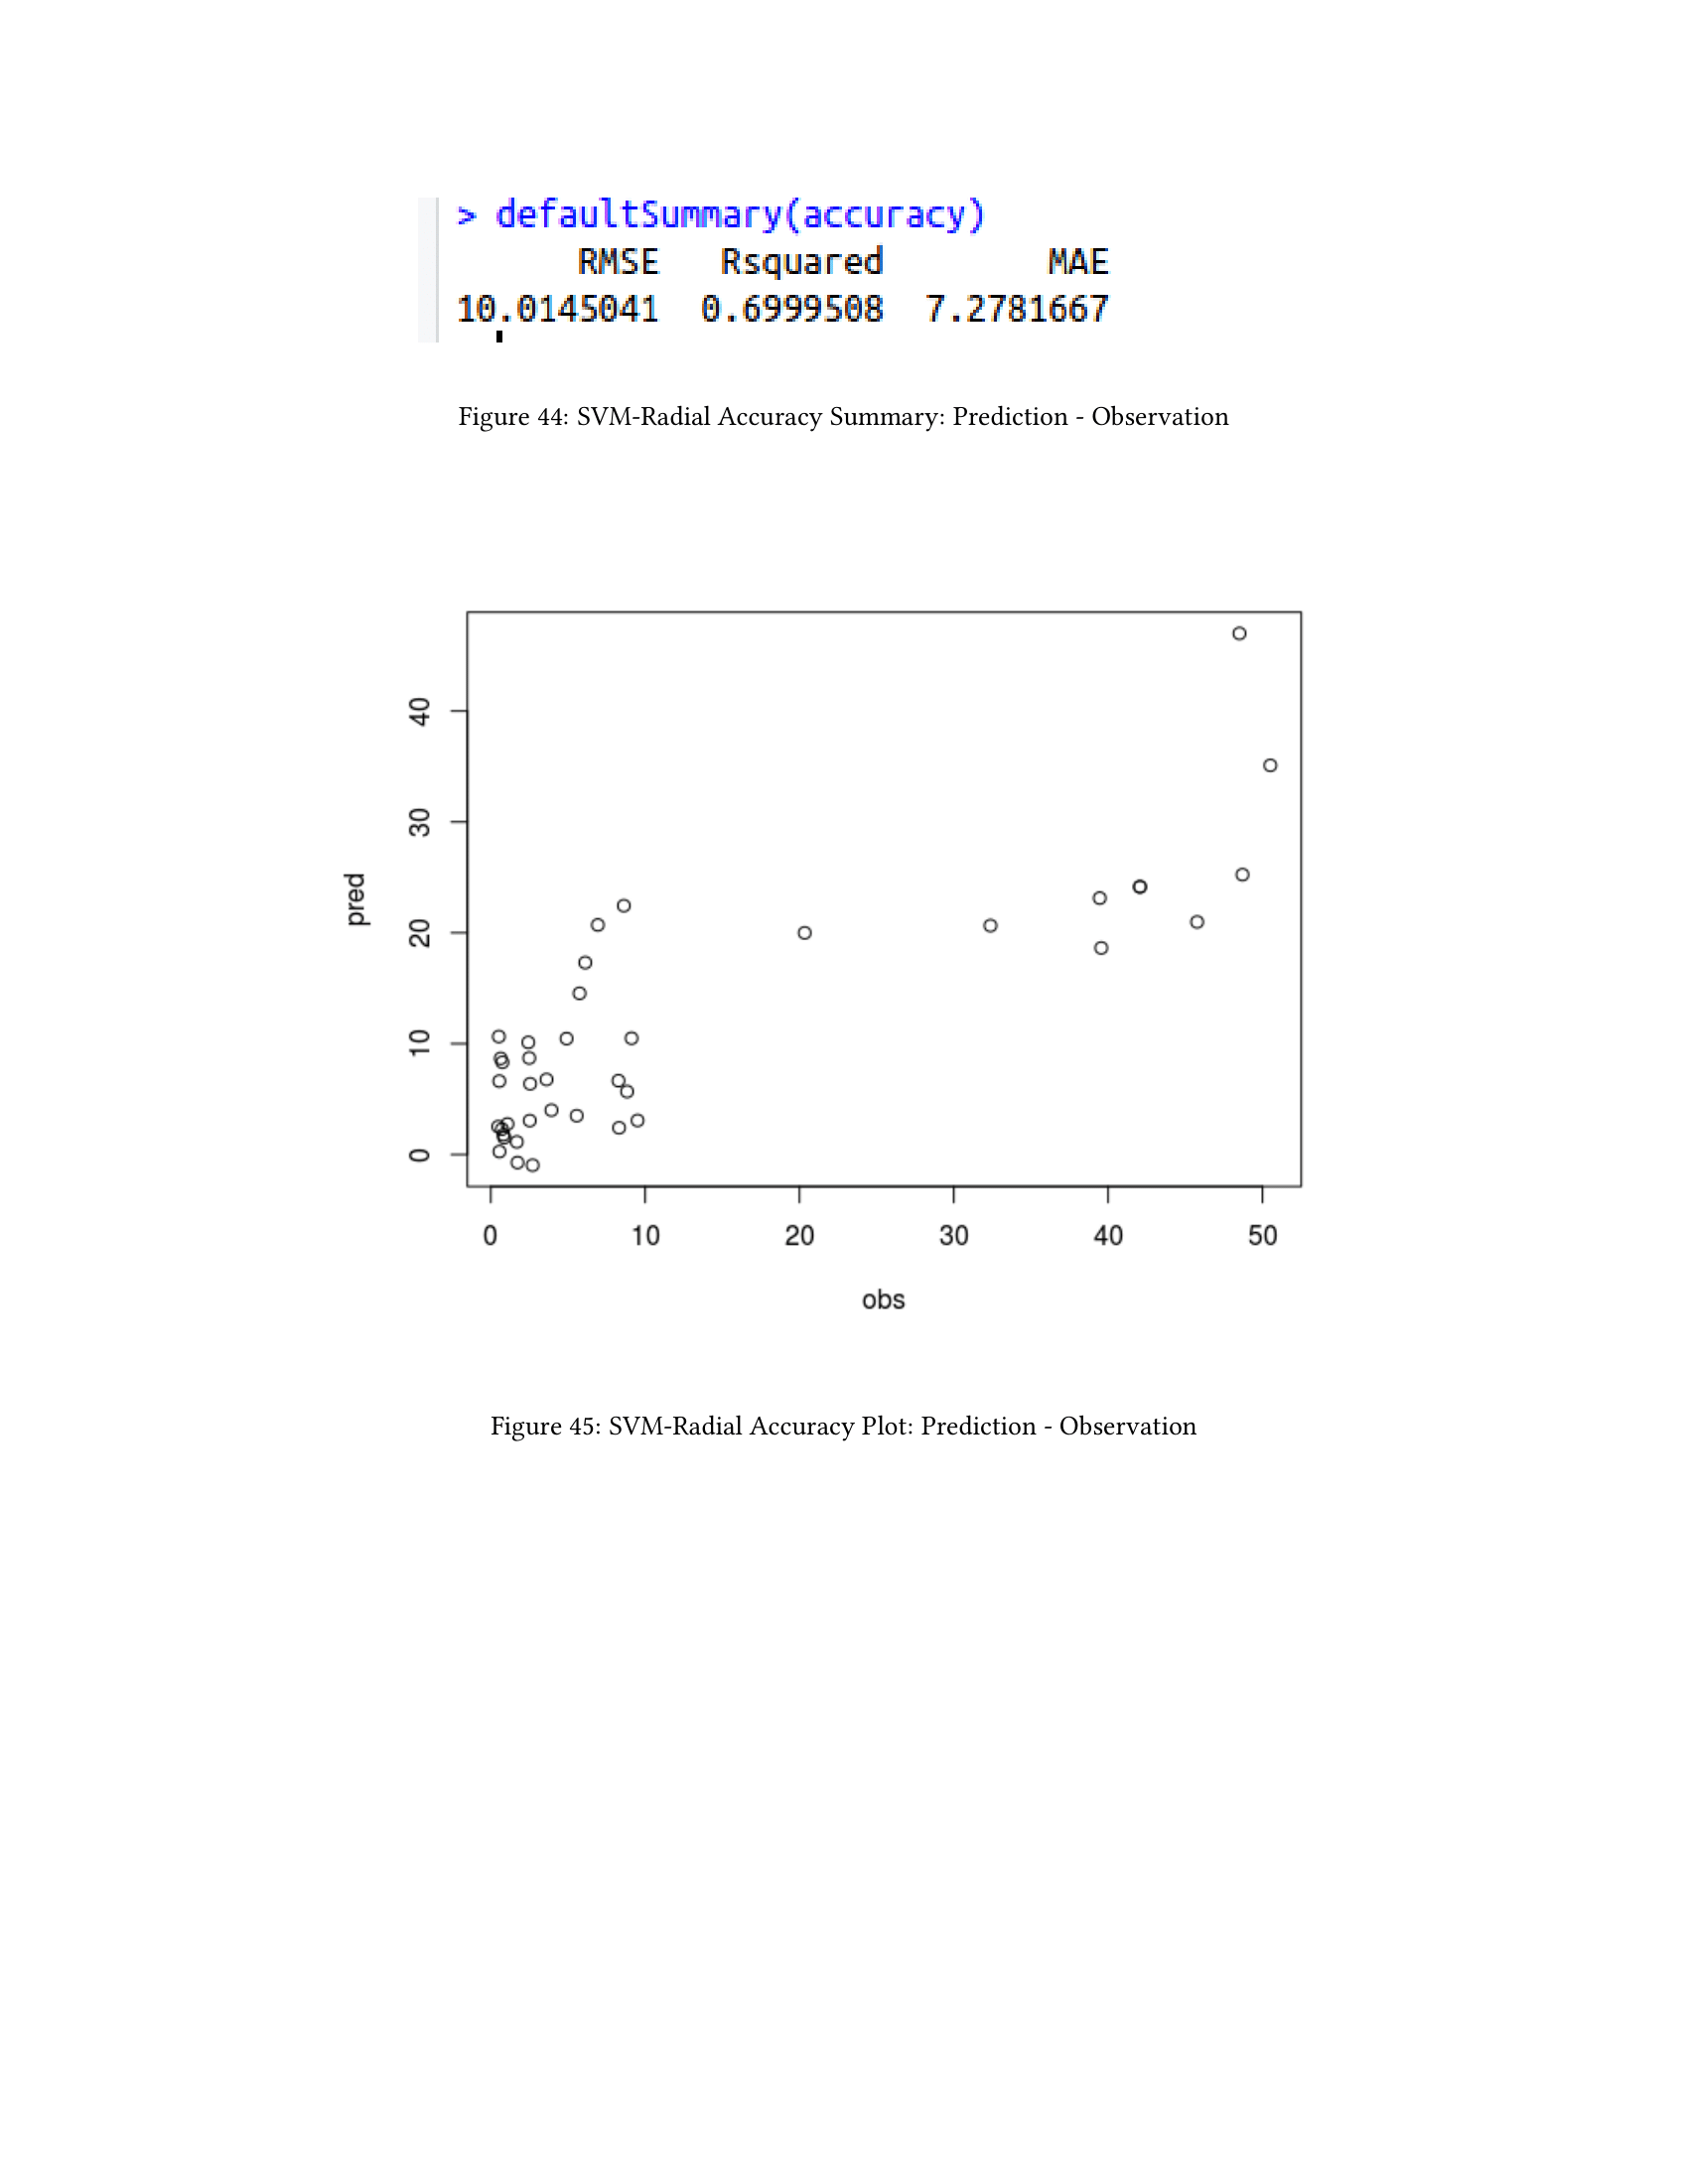 > defaultSummary(accuracy)
RMSE Rsquared MAE
10.0145041 0.6999508 7.2781667
Figure 44: SVM-Radial Accuracy Summary: Prediction - Observation
40
30
20
10
0
pred
0 10 20 30 40 50
obs
Figure 45: SVM-Radial Accuracy Plot: Prediction - Observation